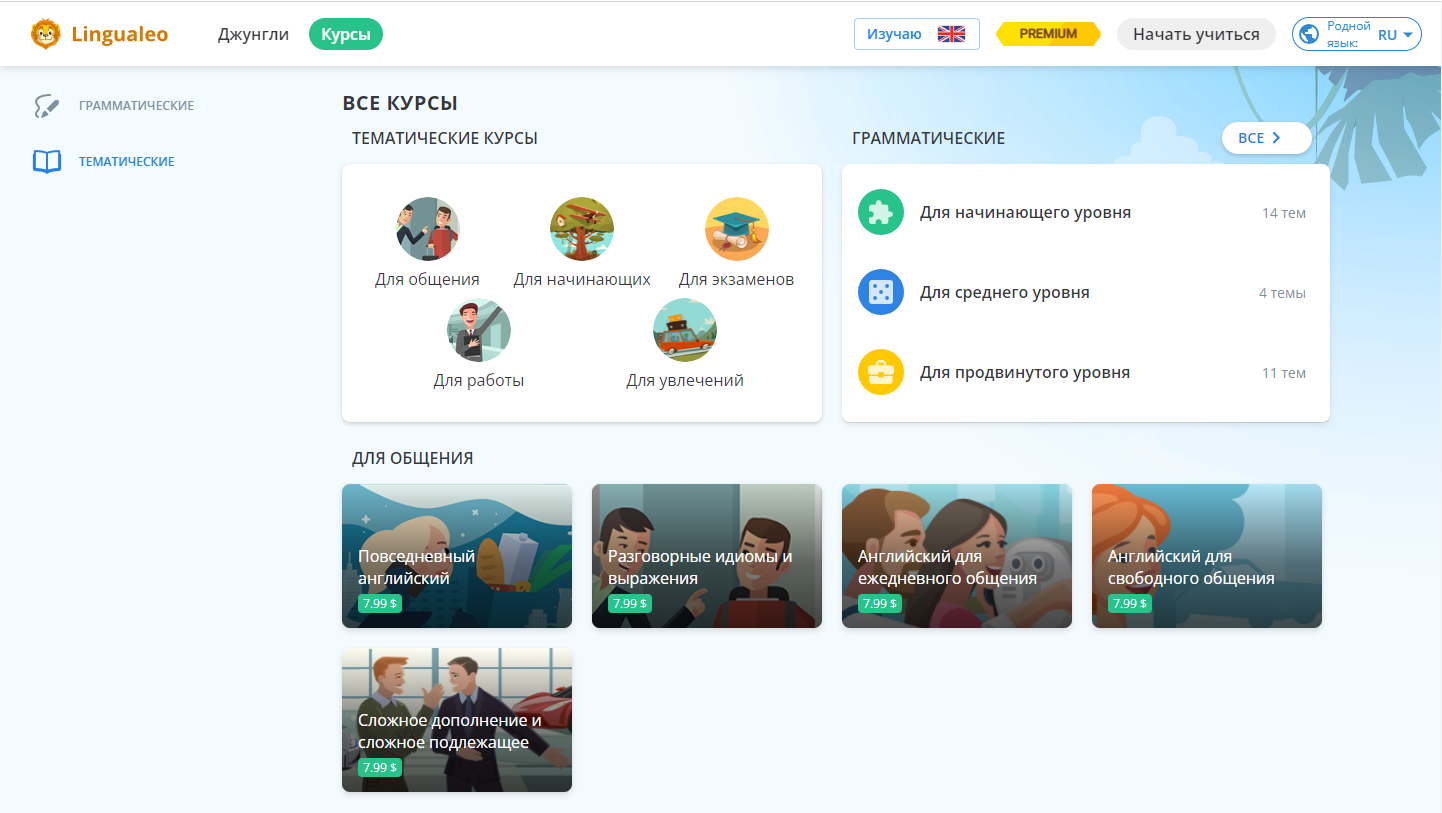 Lingualeo
Джунгли
Курсы
Изучаю
PREMIUM
Начать учиться
Родной
язык:
RU
ГРАММАТИЧЕСКИЕ
ТЕМАТИЧЕСКИЕ
ВСЕ КУРСЫ
ТЕМАТИЧЕСКИЕ КУРСЫ
Для общения
Для начинающих
Для экзаменов
Для работы
Для увлечений
ГРАММАТИЧЕСКИЕ
ВСЕ
Для начинающего уровня
14 тем
Для среднего уровня
4 темы
Для продвинутого уровня
11 тем
ДЛЯ ОБЩЕНИЯ
Повседневный
английский
7.99 $
Разговорные идиомы и
выражения
7.99 $
Английский для
ежедневного общения
7.99 $
Английский для
свободного общения
7.99 $
Сложное дополнение и
сложное подлежащее
7.99 $